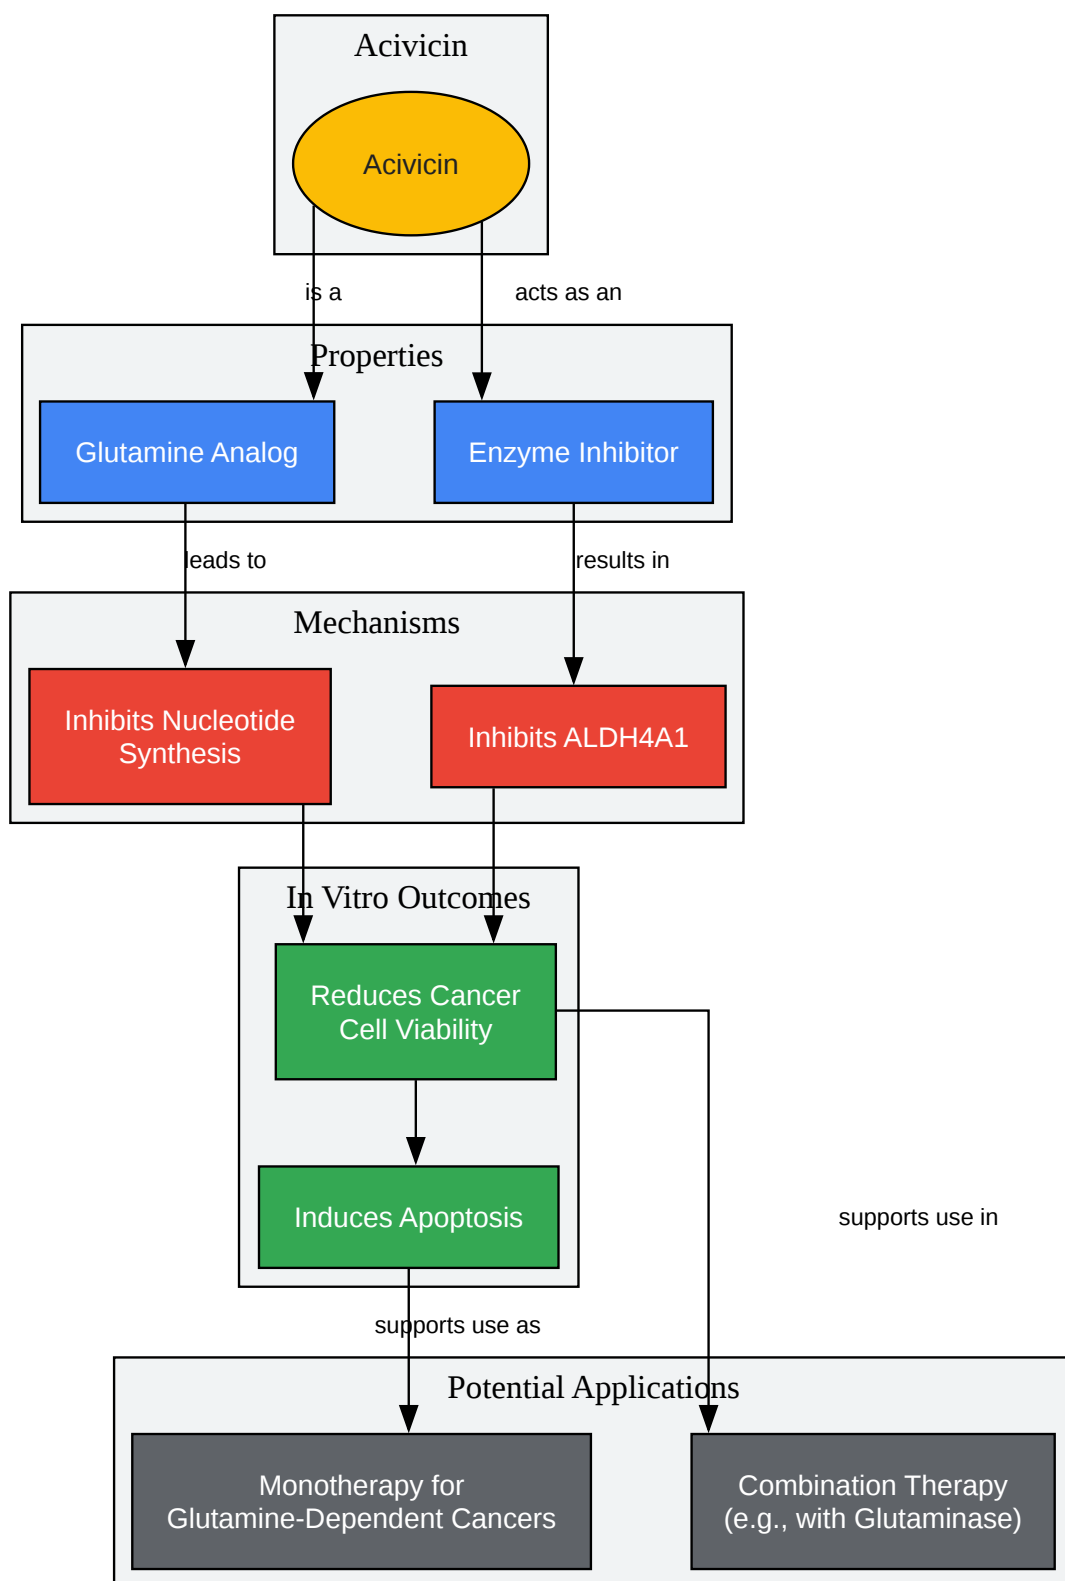 Acivicin
Acivicin
is a
acts as an
Properties
Glutamine Analog
Enzyme Inhibitor
leads to
results in
Mechanisms
Inhibits Nucleotide
Synthesis
Inhibits ALDH4A1
In Vitro Outcomes
Reduces Cancer
Cell Viability
Induces Apoptosis
supports use in
supports use as
Potential Applications
Monotherapy for
Glutamine-Dependent Cancers
Combination Therapy
(e.g., with Glutaminase)